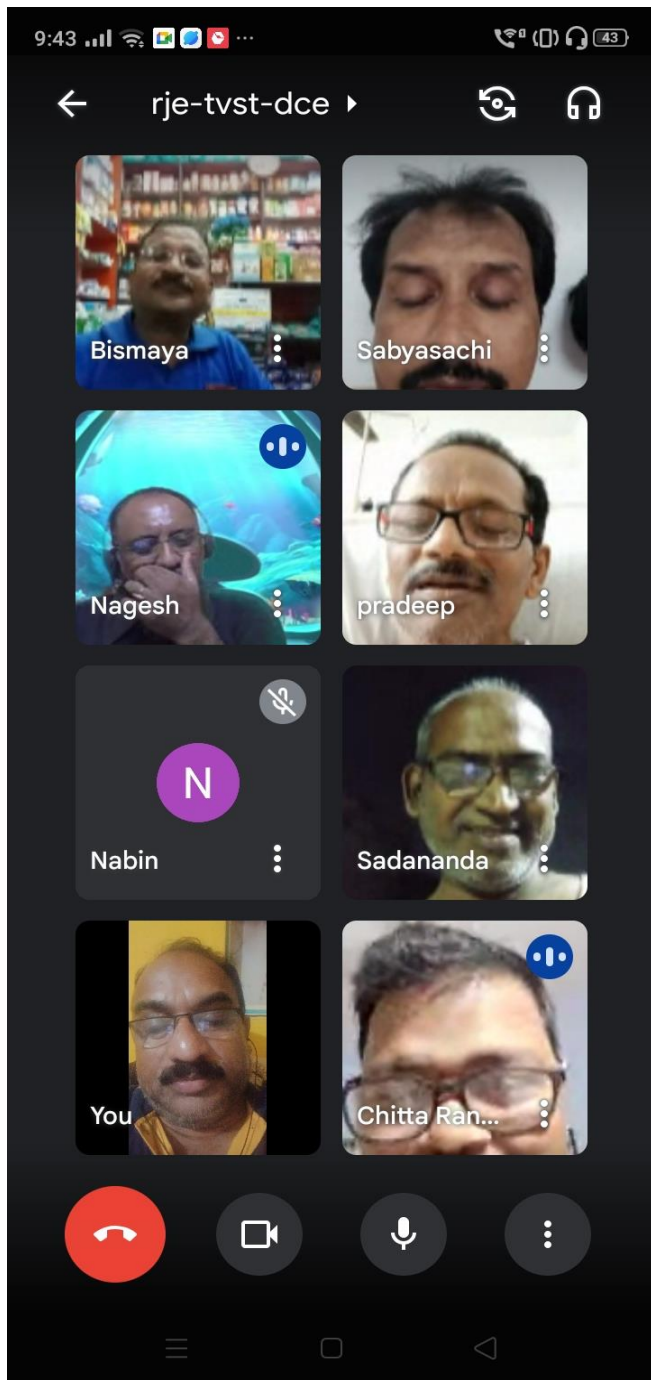 9:43
43
rje-tvst-dce
Bismaya
Sabyasachi
Nagesh
pradeep
N
Nabin
Sadananda
You
Chitta Ran...